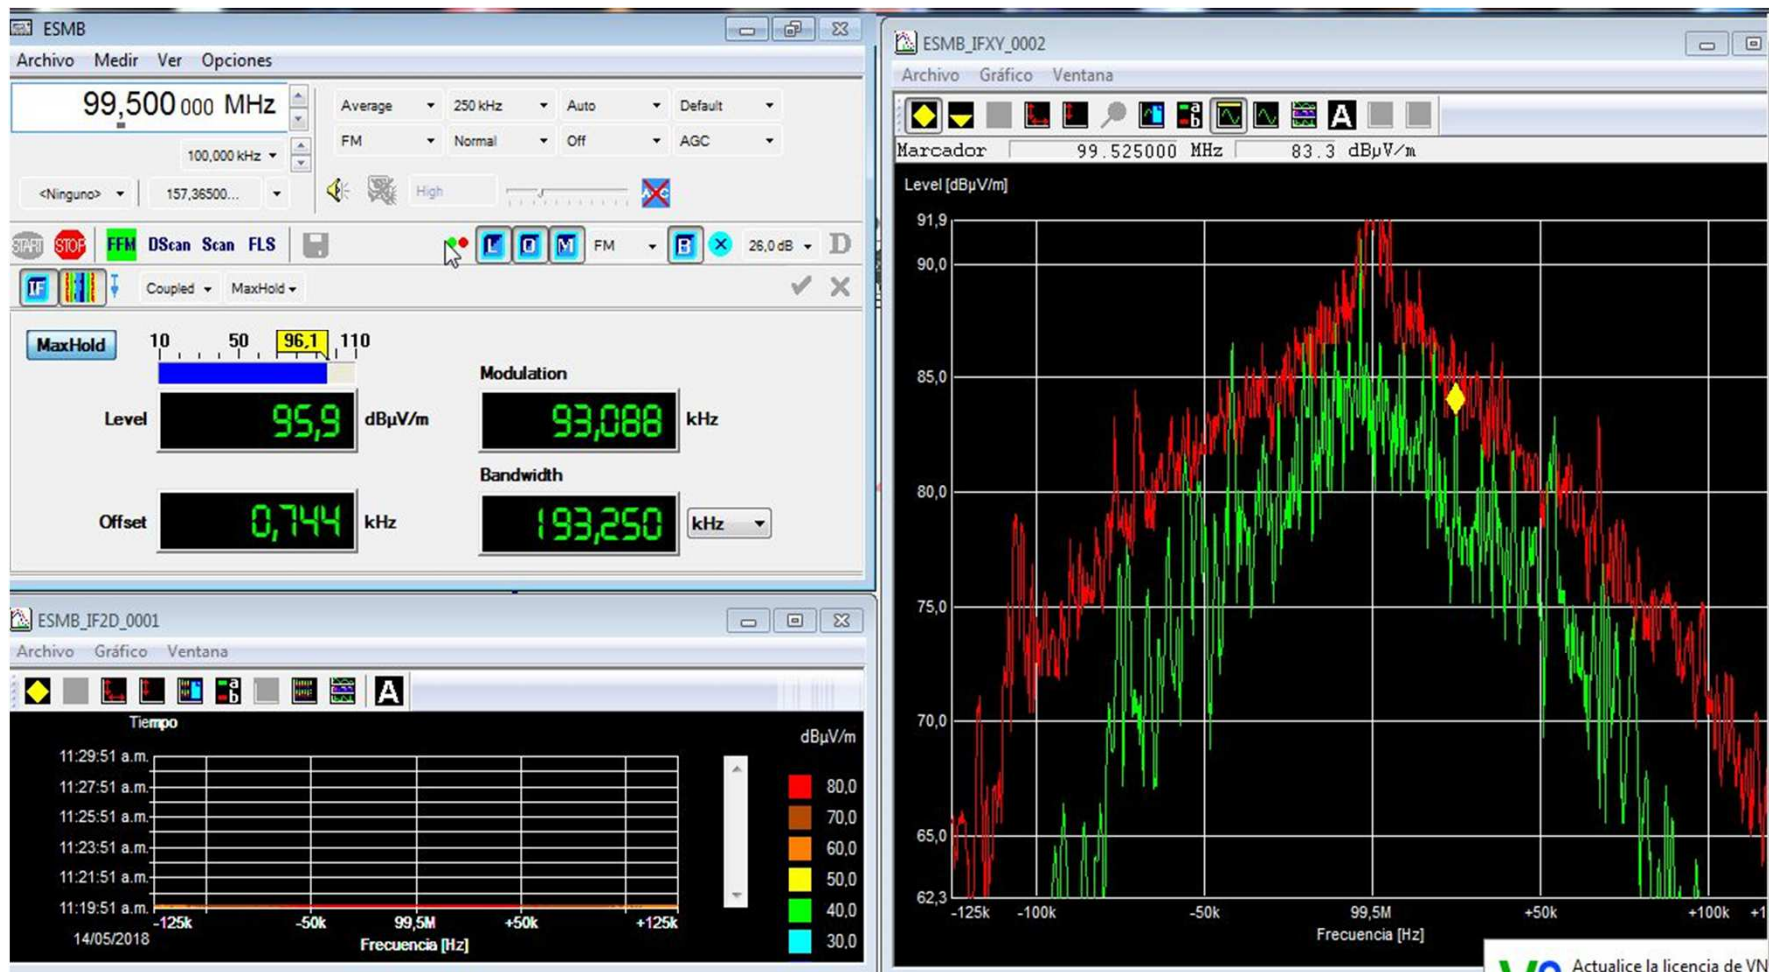 ESMB
Archivo Medir Ver Opciones
99,500 000 MHz
Average 250 kHz Auto Default
FM Normal Off AGC
100,000 kHz
<Ninguno> 157,36500...
High
START STOP FFM DScan Scan FLS
L O M FM B 26,0 dB D
IF Coupled MaxHold
MaxHold
10 50 96,1 110
Level 95,9 dBµV/m
Modulation
93,088 kHz
Offset 0,744 kHz
Bandwidth
193,250 kHz
ESMB_IF2D_0001
Archivo Gráfico Ventana
a
b
A
Tiempo
dBµV/m
11:29:51 a.m.
11:27:51 a.m.
11:25:51 a.m.
11:23:51 a.m.
11:21:51 a.m.
11:19:51 a.m.
80,0
70,0
60,0
50,0
40,0
30,0
-125k -50k 99,5M +50k +125k
14/05/2018
Frecuencia [Hz]
ESMB_IFXY_0002
Archivo Gráfico Ventana
a
b
A
Marcador 99.525000 MHz 83.3 dBµV/m
Level [dBµV/m]
91,9
90,0
85,0
80,0
75,0
70,0
65,0
62,3
-125k -100k -50k 99,5M +50k +100k +1
Frecuencia [Hz]
Actualice la licencia de VN